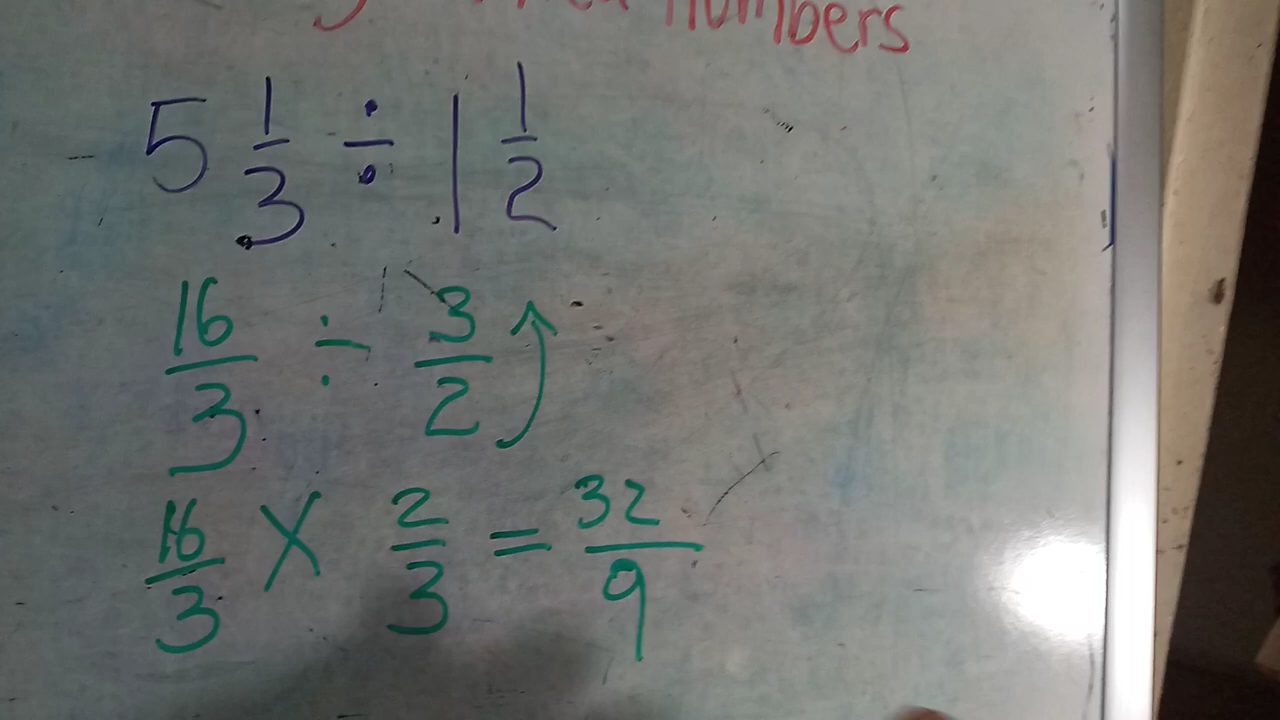 numbers
5 1/3 ÷ 1 1/2
16/3 ÷ 3/2
16/3 X 2/3 = 32/9